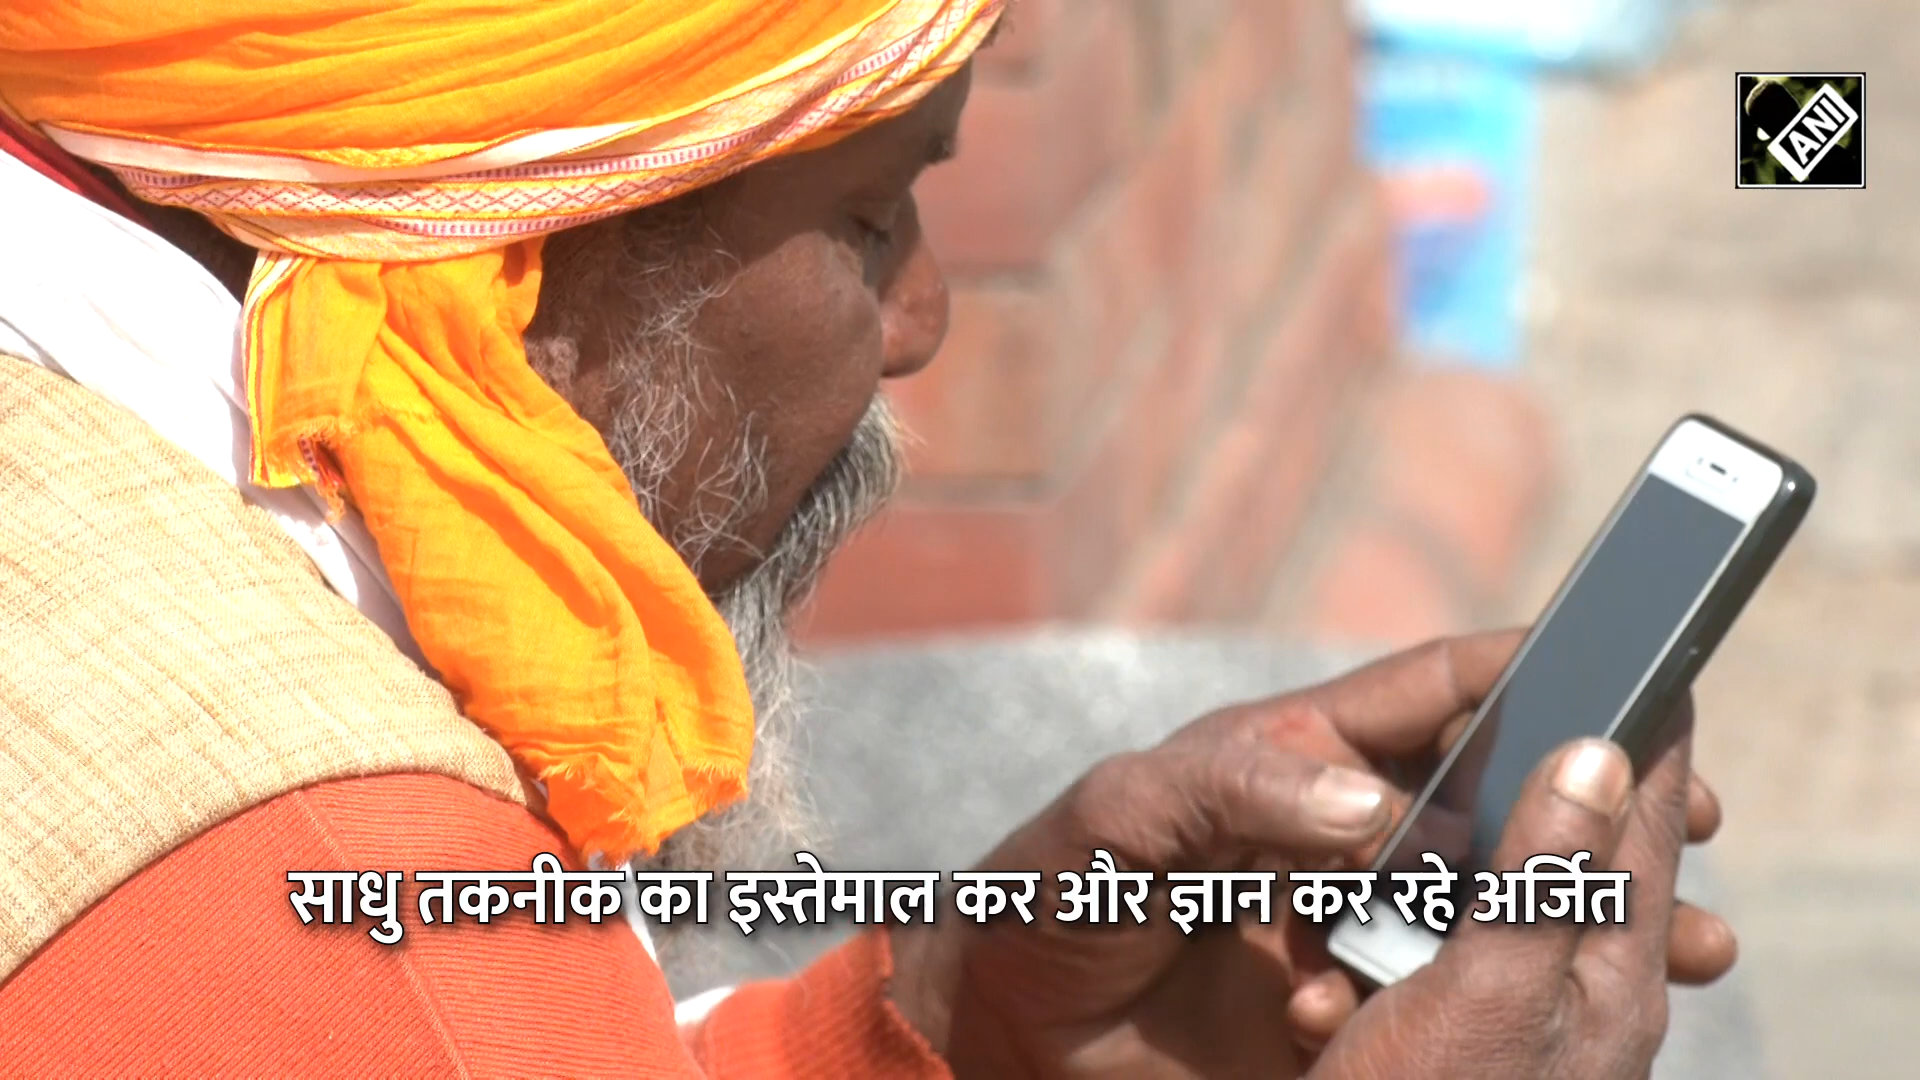 ANI
साधु तकनीक का इस्तेमाल कर और ज्ञान कर रहे अर्जित